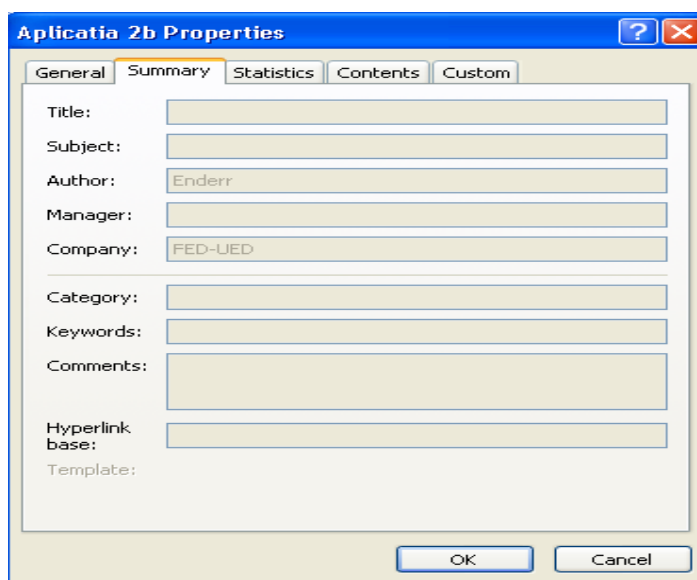 Aplicatia 2b Properties
General Summary Statistics Contents Custom
Title:
Subject:
Author: Enderr
Manager:
Company: FED-UED
Category:
Keywords:
Comments:
Hyperlink
base:
Template:
OK Cancel